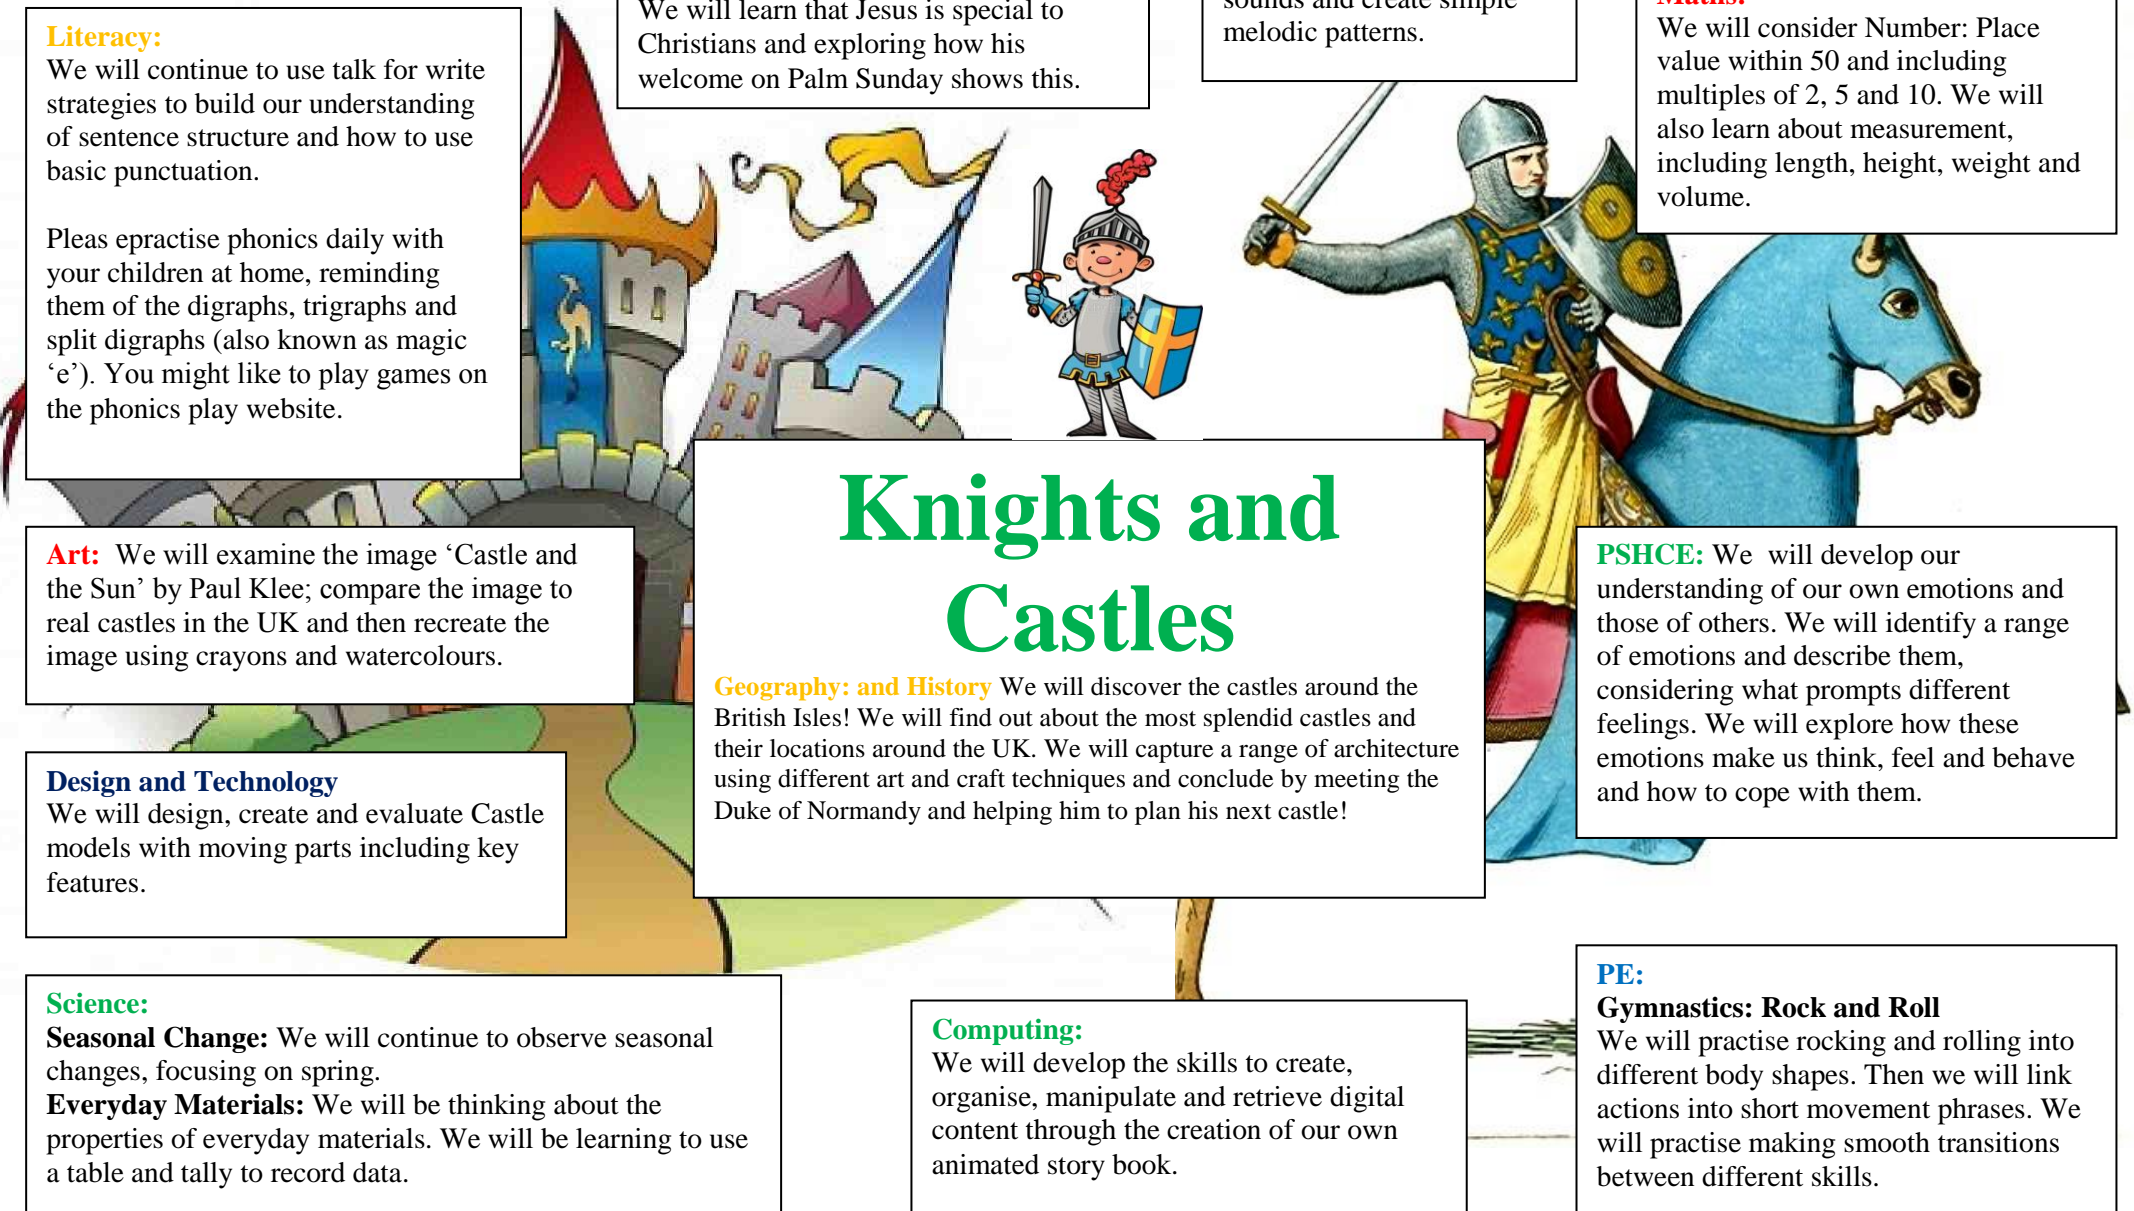 Literacy:
We will continue to use talk for write
strategies to build our understanding
of sentence structure and how to use
basic punctuation.
Pleas epractise phonics daily with
your children at home, reminding
them of the digraphs, trigraphs and
split digraphs (also known as magic
‘e’). You might like to play games on
the phonics play website.
We will learn that Jesus is special to
Christians and exploring how his
welcome on Palm Sunday shows this.
sounds and create simple
melodic patterns.
Maths:
We will consider Number: Place
value within 50 and including
multiples of 2, 5 and 10. We will
also learn about measurement,
including length, height, weight and
volume.
Knights and
Castles
Geography: and History We will discover the castles around the
British Isles! We will find out about the most splendid castles and
their locations around the UK. We will capture a range of architecture
using different art and craft techniques and conclude by meeting the
Duke of Normandy and helping him to plan his next castle!
Art: We will examine the image ‘Castle and
the Sun’ by Paul Klee; compare the image to
real castles in the UK and then recreate the
image using crayons and watercolours.
PSHCE: We will develop our
understanding of our own emotions and
those of others. We will identify a range
of emotions and describe them,
considering what prompts different
feelings. We will explore how these
emotions make us think, feel and behave
and how to cope with them.
Design and Technology
We will design, create and evaluate Castle
models with moving parts including key
features.
Science:
Seasonal Change: We will continue to observe seasonal
changes, focusing on spring.
Everyday Materials: We will be thinking about the
properties of everyday materials. We will be learning to use
a table and tally to record data.
Computing:
We will develop the skills to create,
organise, manipulate and retrieve digital
content through the creation of our own
animated story book.
PE:
Gymnastics: Rock and Roll
We will practise rocking and rolling into
different body shapes. Then we will link
actions into short movement phrases. We
will practise making smooth transitions
between different skills.